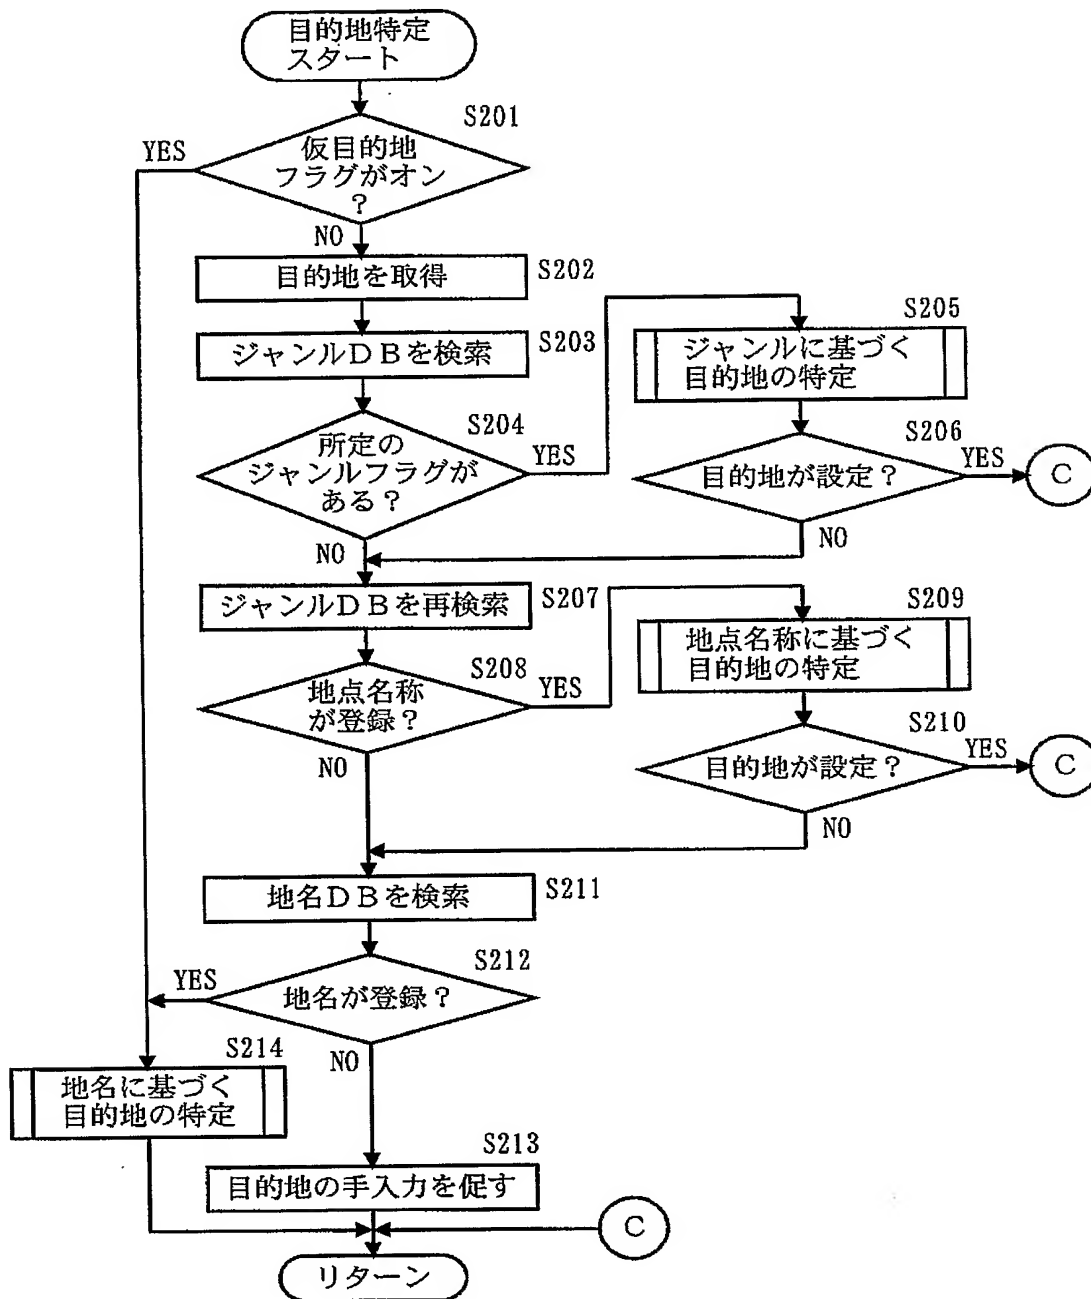 目的地特定
スタート
S201
YES
仮目的地
フラグがオン
?
NO
目的地を取得
S202
ジャンルDBを検索
S203
S205
ジャンルに基づく
目的地の特定
S204
所定の
ジャンルフラグが
ある?
YES
S206
目的地が設定?
YES
C
NO
NO
ジャンルDBを再検索
S207
S209
地点名称に基づく
目的地の特定
S208
地点名称
が登録?
YES
S210
目的地が設定?
YES
C
NO
NO
地名DBを検索
S211
S212
YES
地名が登録?
NO
S214
地名に基づく
目的地の特定
S213
目的地の手入力を促す
C
リターン